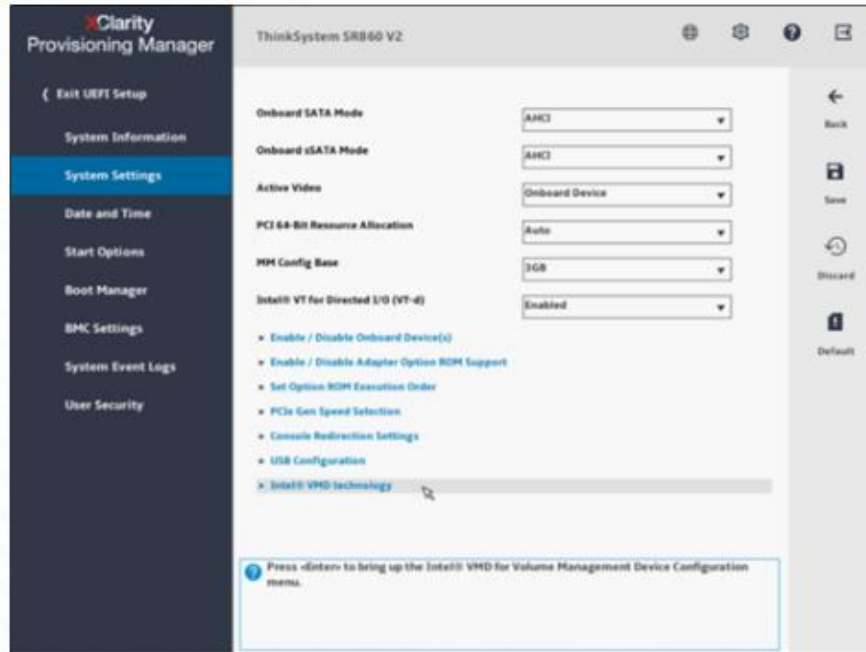 XClarity
Provisioning Manager
ThinkSystem SR860 V2
❬ Exit UEFI Setup
System Information
System Settings
Date and Time
Start Options
Boot Manager
BMC Settings
System Event Logs
User Security
Onboard SATA Mode
AHCI
Onboard sSATA Mode
AHCI
Active Video
Onboard Device
PCI 64-Bit Resource Allocation
Auto
MM Config Base
3GB
Intel® VT for Directed I/O (VT-d)
Enabled
» Enable / Disable Onboard Device(s)
» Enable / Disable Adapter Option ROM Support
» Set Option ROM Execution Order
» PCIe Gen Speed Selection
» Console Redirection Settings
» USB Configuration
» Intel® VMD technology
Back
Save
Discard
Default
Press <Enter> to bring up the Intel® VMD for Volume Management Device Configuration
menu.